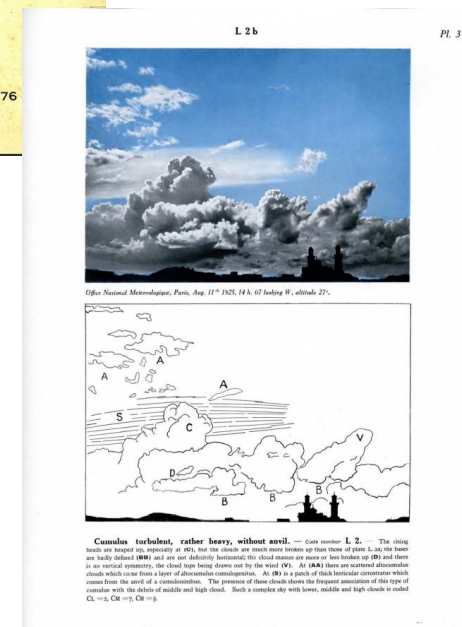 76
L 2b
Pl. 3
Office National Meteorologique, Paris, Aug. 11th 1925, 14 h. 07 looking W, altitude 27°.
A
A
A
S
C
V
D
B
B
B
Cumulus turbulent, rather heavy, without anvil. — Code number L 2. — The rising
heads are heaped up, especially at (C), but the clouds are much more broken up than those of plate L 2a; the bases
are badly defined (BB) and are not definitely horizontal; the cloud masses are more or less broken up (D) and there
is no vertical symmetry, the cloud tops being drawn out by the wind (V). At (AA) there are scattered altocumulus
clouds which come from a layer of altocumulus cumulogenitus. At (S) is a patch of thick lenticular cirrostratus which
comes from the anvil of a cumulonimbus. The presence of these clouds shows the frequent association of this type of
cumulus with the debris of middle and high cloud. Such a complex sky with lower, middle and high clouds is coded
CL =2, CM =7, CH =3.